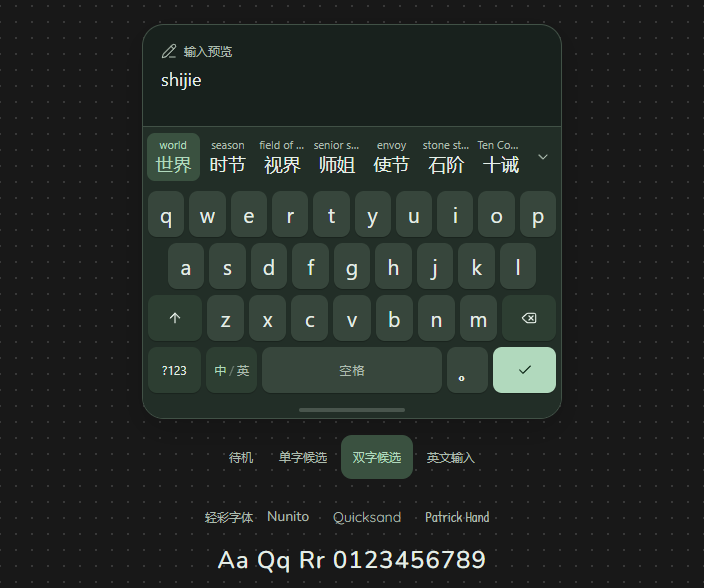 输入预览
shijie
world season field of ... senior s... envoy stone st... Ten Co...
世界 时节 视界 师姐 使节 石阶 十诫
q w e r t y u i o p
a s d f g h j k l
z x c v b n m
?123 中 / 英 空格 。
待机 单字候选 双字候选 英文输入
轻彩字体 · Nunito · Quicksand · Patrick Hand
Aa Qq Rr 0123456789